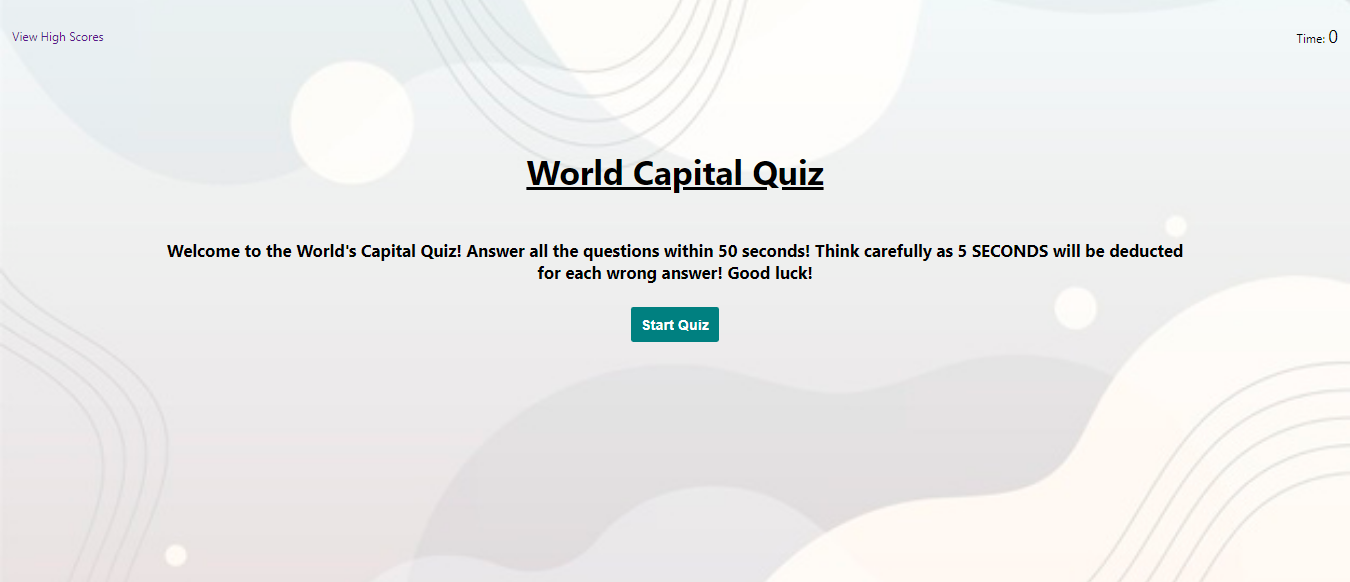 View High Scores
Time: 0
World Capital Quiz
Welcome to the World's Capital Quiz! Answer all the questions within 50 seconds! Think carefully as 5 SECONDS will be deducted
for each wrong answer! Good luck!
Start Quiz